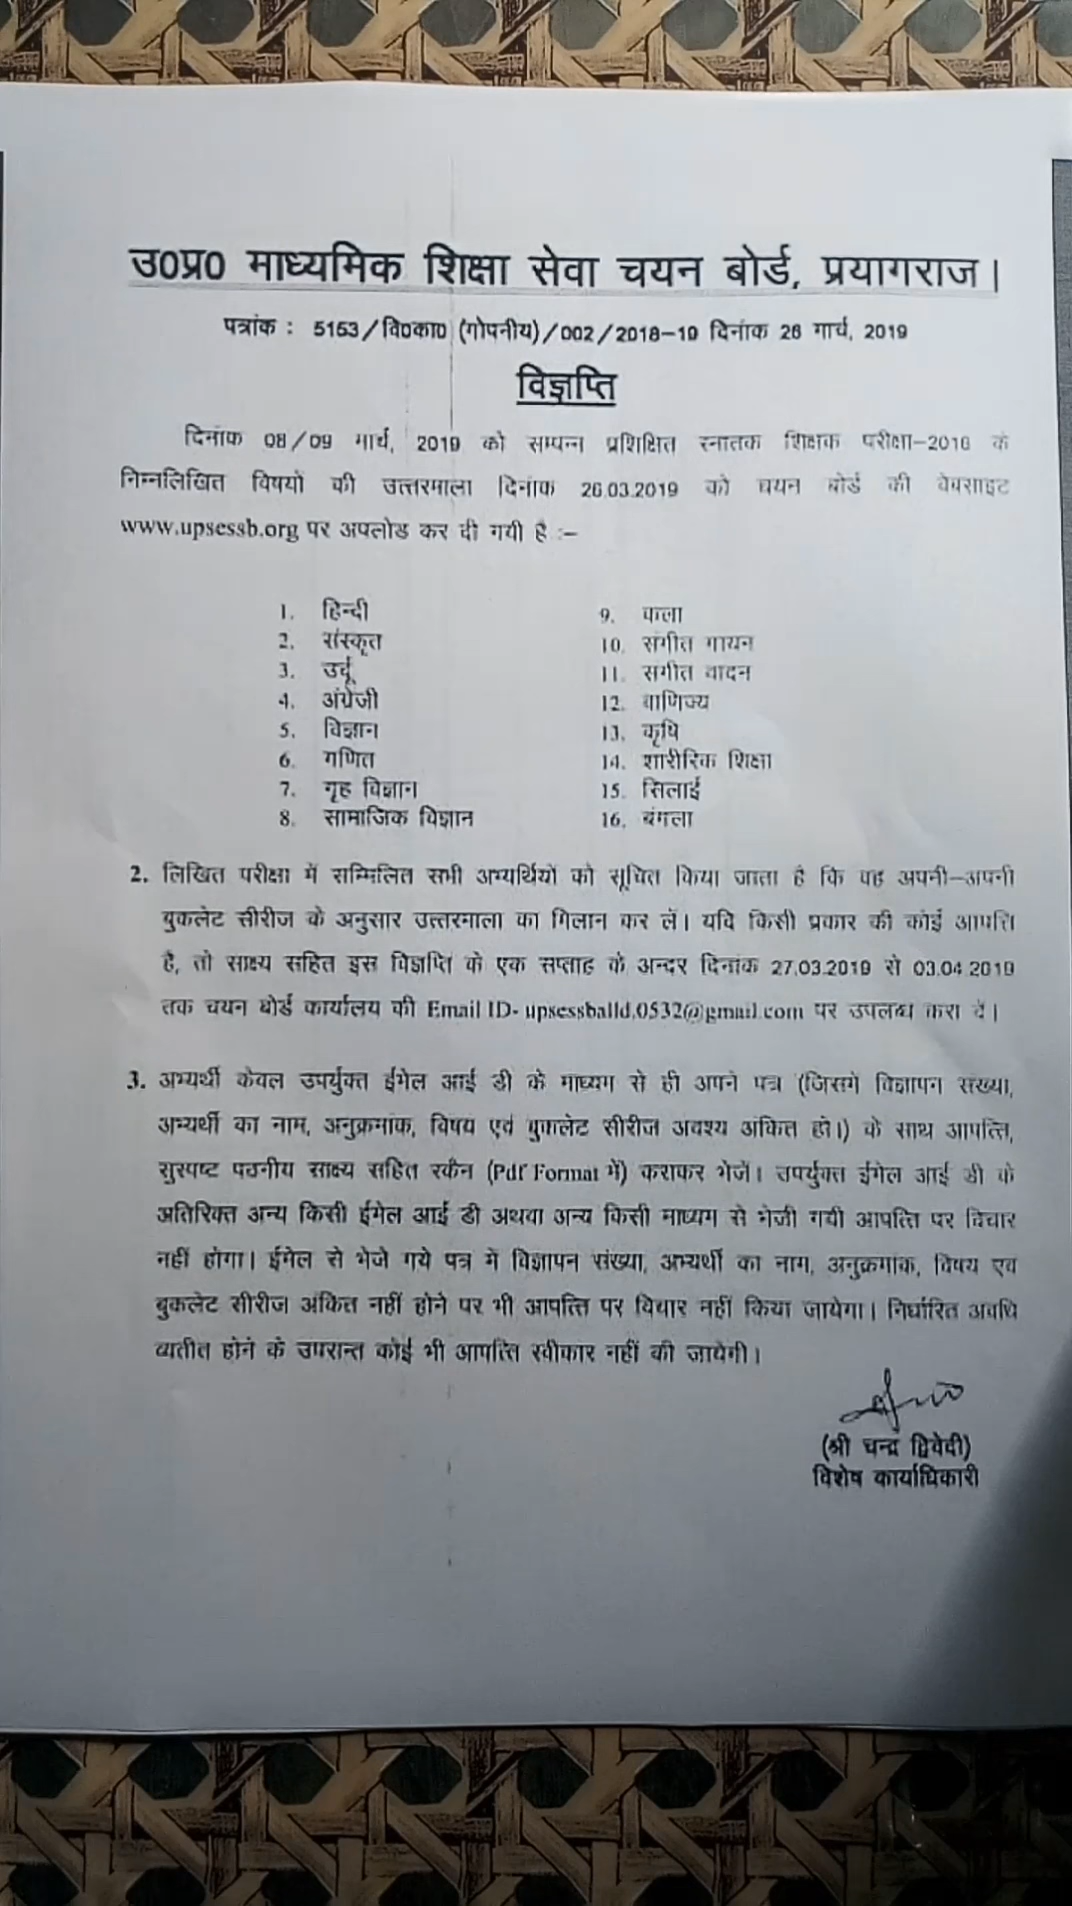 उ0प्र0 माध्यमिक शिक्षा सेवा चयन बोर्ड, प्रयागराज।
पत्रांक : 5153/वि0का0 (गोपनीय)/002/2018-19 दिनांक 26 मार्च, 2019
विज्ञप्ति
दिनांक 08/09 मार्च, 2019 को सम्पन्न प्रशिक्षित स्नातक शिक्षक परीक्षा-2016 के
निम्नलिखित विषयों की उत्तरमाला दिनांक 26.03.2019 को चयन बोर्ड की वेबसाइट
www.upsessb.org पर अपलोड कर दी गयी है :-
1. हिन्दी
2. संस्कृत
3. उर्दू
4. अंग्रेजी
5. विज्ञान
6. गणित
7. गृह विज्ञान
8. सामाजिक विज्ञान
9. कला
10. संगीत गायन
11. संगीत वादन
12. वाणिज्य
13. कृषि
14. शारीरिक शिक्षा
15. सिलाई
16. बंगला
2. लिखित परीक्षा में सम्मिलित सभी अभ्यर्थियों को सूचित किया जाता है कि वह अपनी-अपनी
बुकलेट सीरीज के अनुसार उत्तरमाला का मिलान कर लें। यदि किसी प्रकार की कोई आपत्ति
है, तो साक्ष्य सहित इस विज्ञप्ति के एक सप्ताह के अन्दर दिनांक 27.03.2019 से 03.04.2019
तक चयन बोर्ड कार्यालय की Email ID- पर उपलब्ध करा दें।
3. अभ्यर्थी केवल उपर्युक्त ईमेल आई डी के माध्यम से ही अपने पत्र (जिसमें विज्ञापन संख्या,
अभ्यर्थी का नाम, अनुक्रमांक, विषय एवं बुकलेट सीरीज अवश्य अंकित हो।) के साथ आपत्ति,
सुस्पष्ट पठनीय साक्ष्य सहित स्कैन (Pdf Format में) कराकर भेजें। उपर्युक्त ईमेल आई डी के
अतिरिक्त अन्य किसी ईमेल आई डी अथवा अन्य किसी माध्यम से भेजी गयी आपत्ति पर विचार
नहीं होगा। ईमेल से भेजे गये पत्र में विज्ञापन संख्या, अभ्यर्थी का नाम, अनुक्रमांक, विषय एवं
बुकलेट सीरीज अंकित नहीं होने पर भी आपत्ति पर विचार नहीं किया जायेगा। निर्धारित अवधि
व्यतीत होने के उपरान्त कोई भी आपत्ति स्वीकार नहीं की जायेगी।
(श्री चन्द्र द्विवेदी)
विशेष कार्याधिकारी